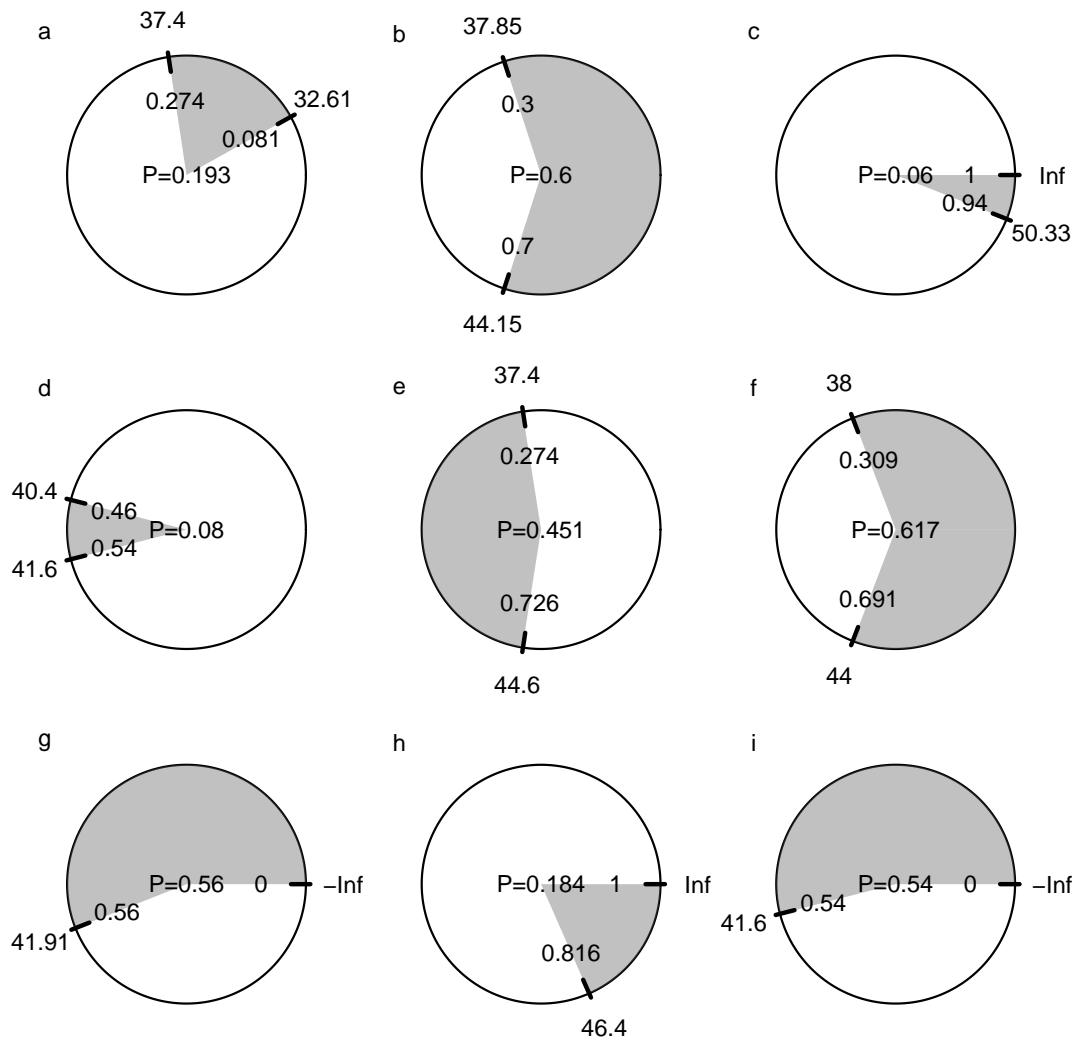 a
37.4
32.61
0.274
0.081
P=0.193
b
37.85
0.3
P=0.6
0.7
44.15
c
P=0.06
1
Inf
0.94
50.33
d
40.4
0.46
P=0.08
0.54
41.6
e
37.4
0.274
P=0.451
0.726
44.6
f
38
0.309
P=0.617
0.691
44
g
P=0.56
0
−Inf
0.56
41.91
h
P=0.184
1
Inf
0.816
46.4
i
P=0.54
0
−Inf
0.54
41.6